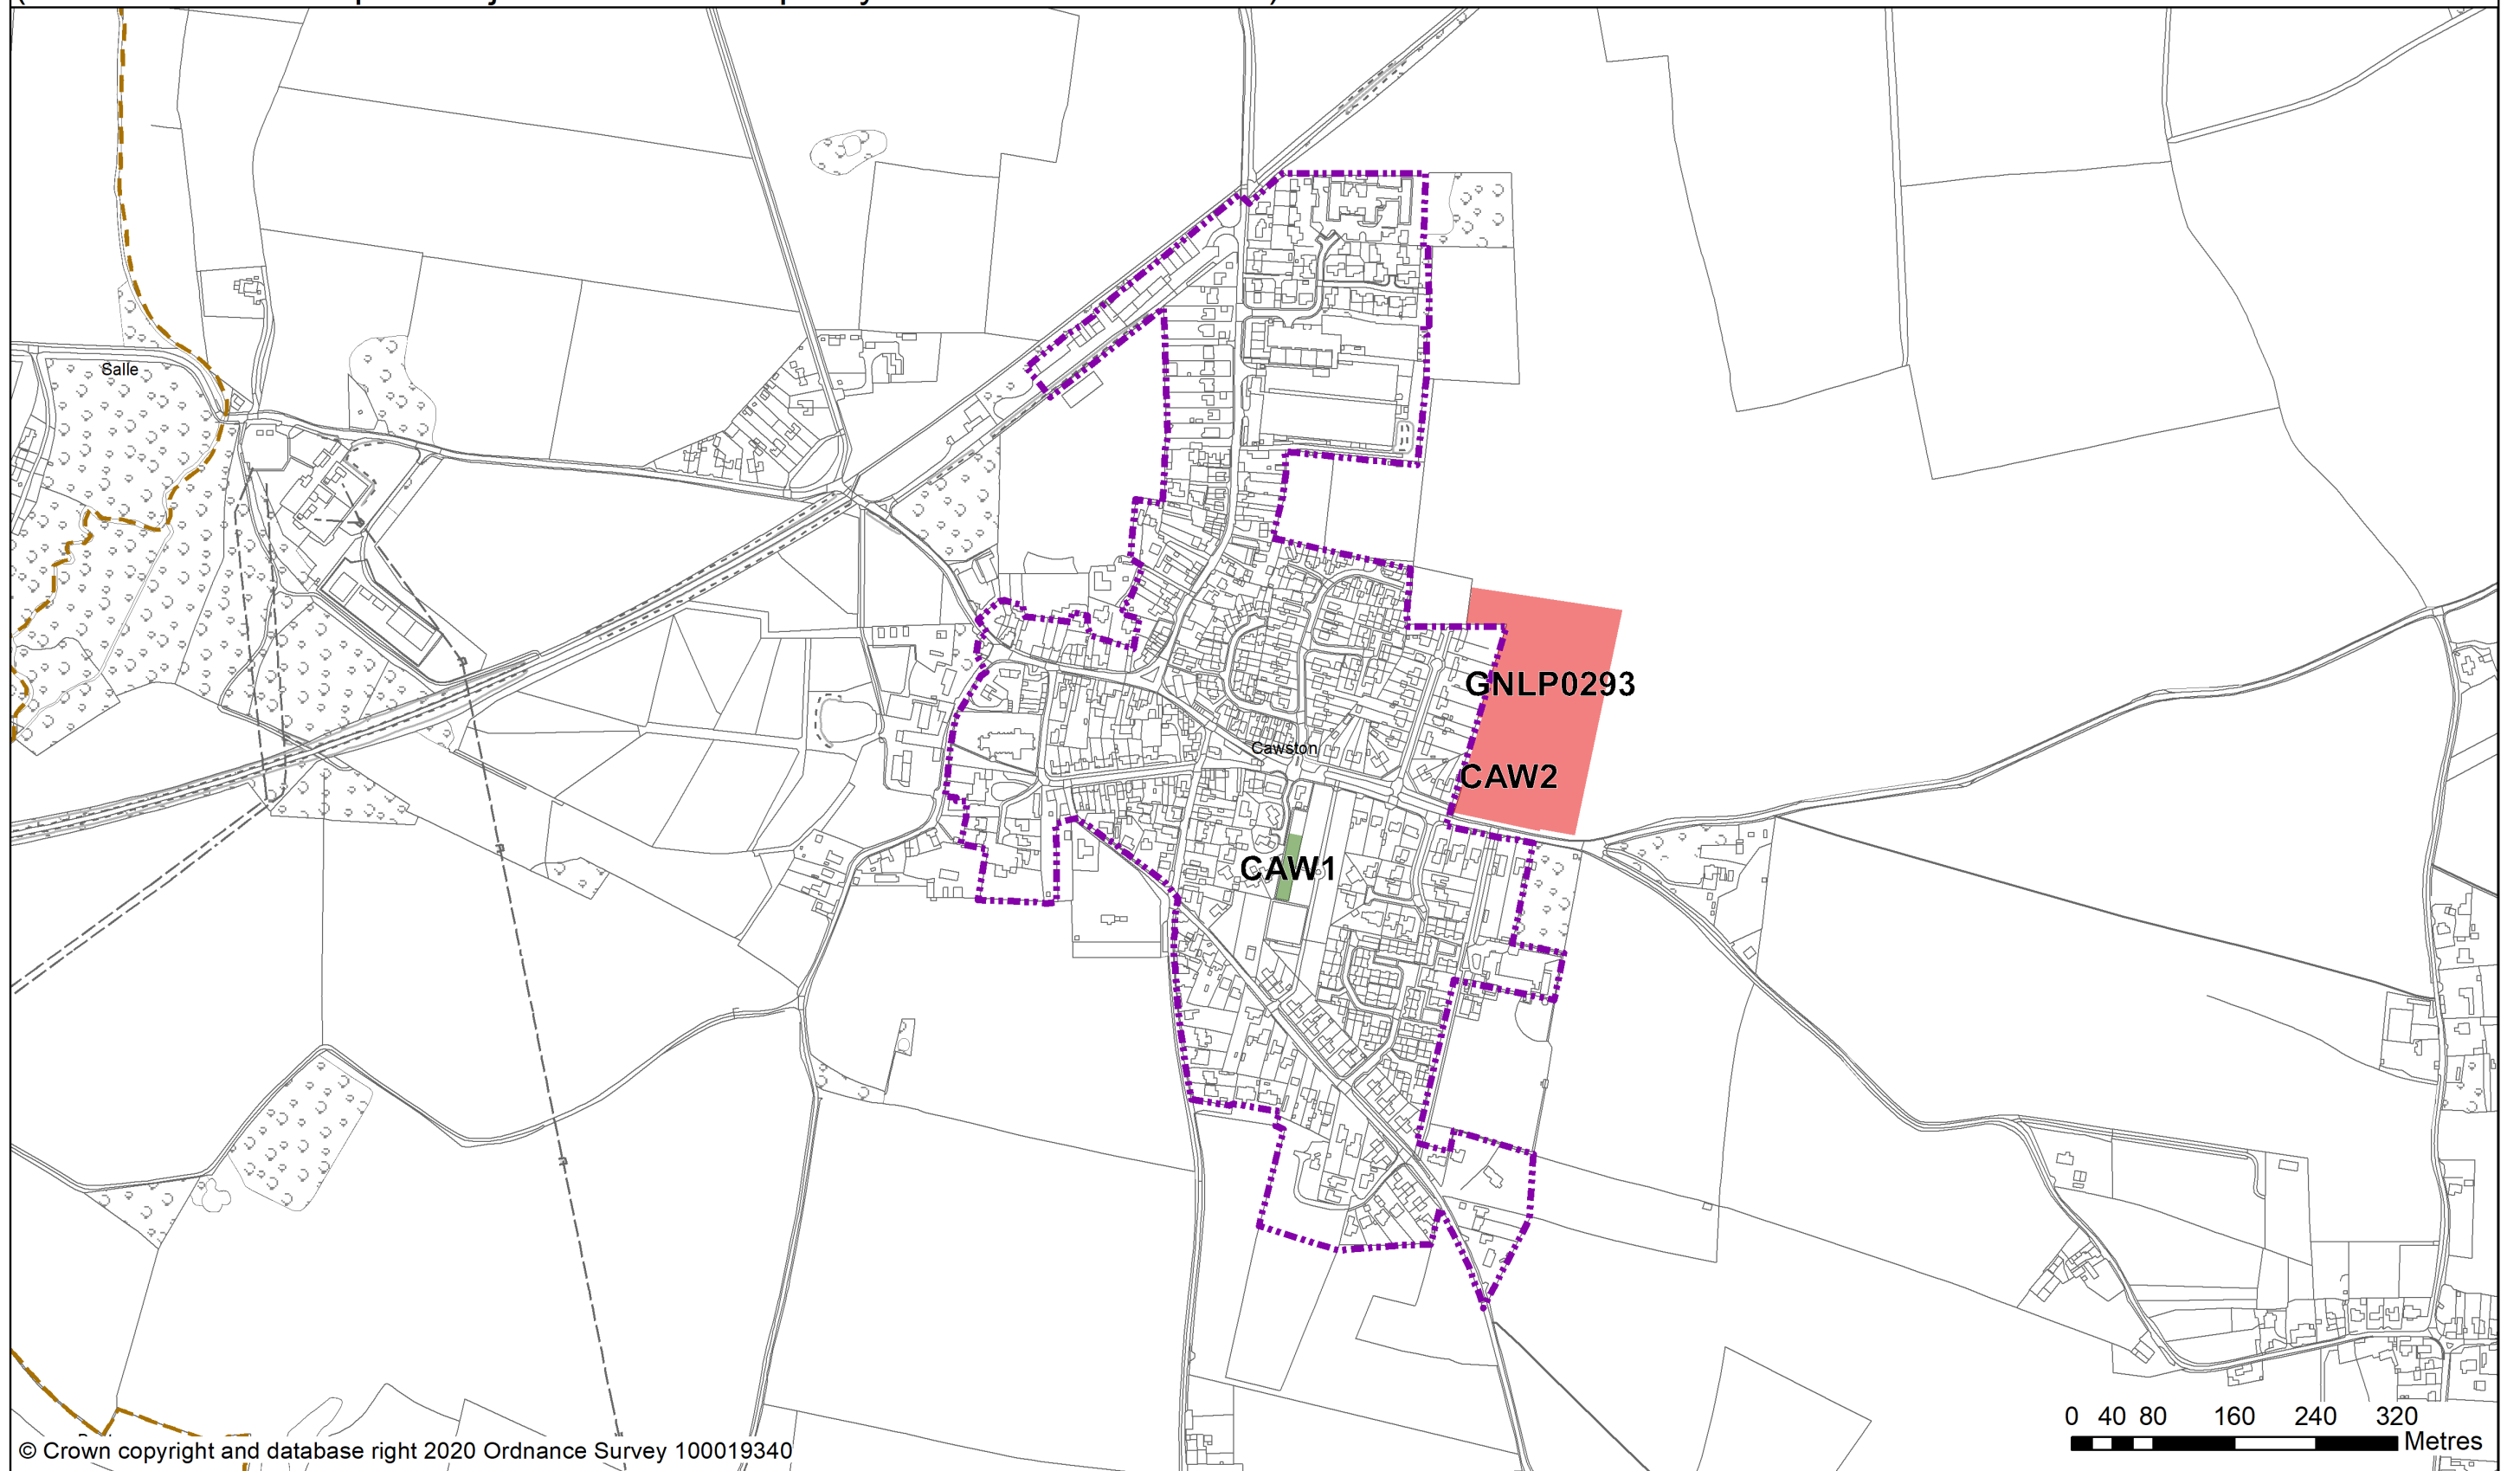 Salle
GNLP0293
Cawston
CAW2
CAW1
0 40 80 160 240 320
Metres
© Crown copyright and database right 2020 Ordnance Survey 100019340